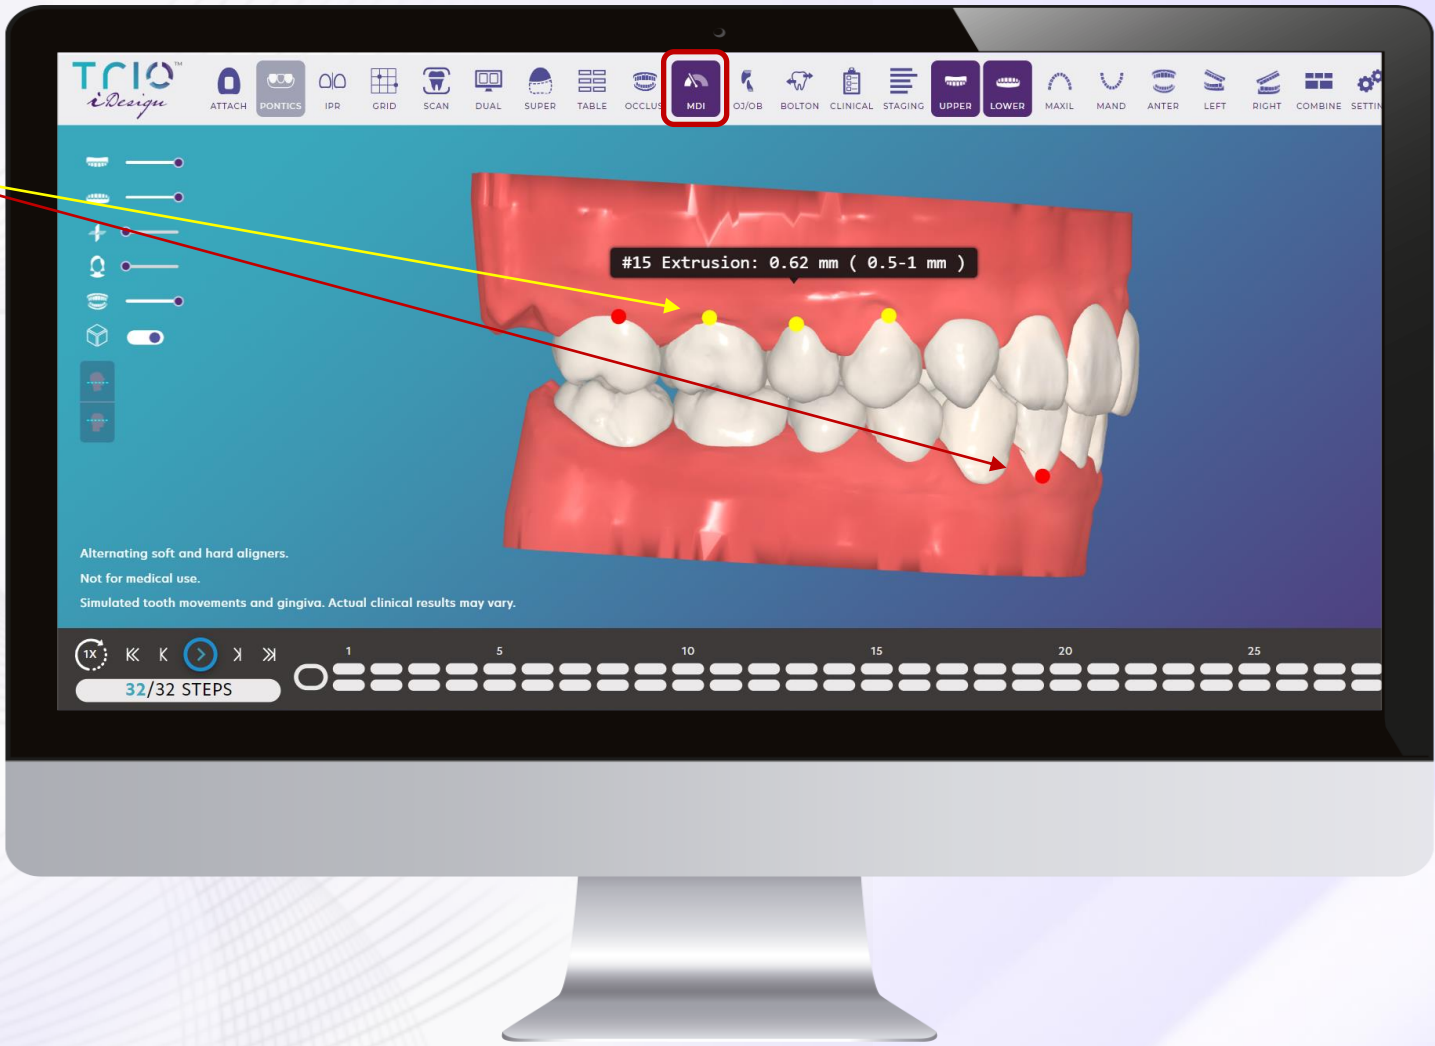 TRIO™
iDesign
ATTACH PONTICS IPR GRID SCAN DUAL SUPER TABLE OCCLUS MDI OJ/OB BOLTON CLINICAL STAGING UPPER LOWER MAXIL MAND ANTER LEFT RIGHT COMBINE SETTIN
#15 Extrusion: 0.62 mm ( 0.5-1 mm )
Alternating soft and hard aligners.
Not for medical use.
Simulated tooth movements and gingiva. Actual clinical results may vary.
1X 1 5 10 15 20 25
32/32 STEPS